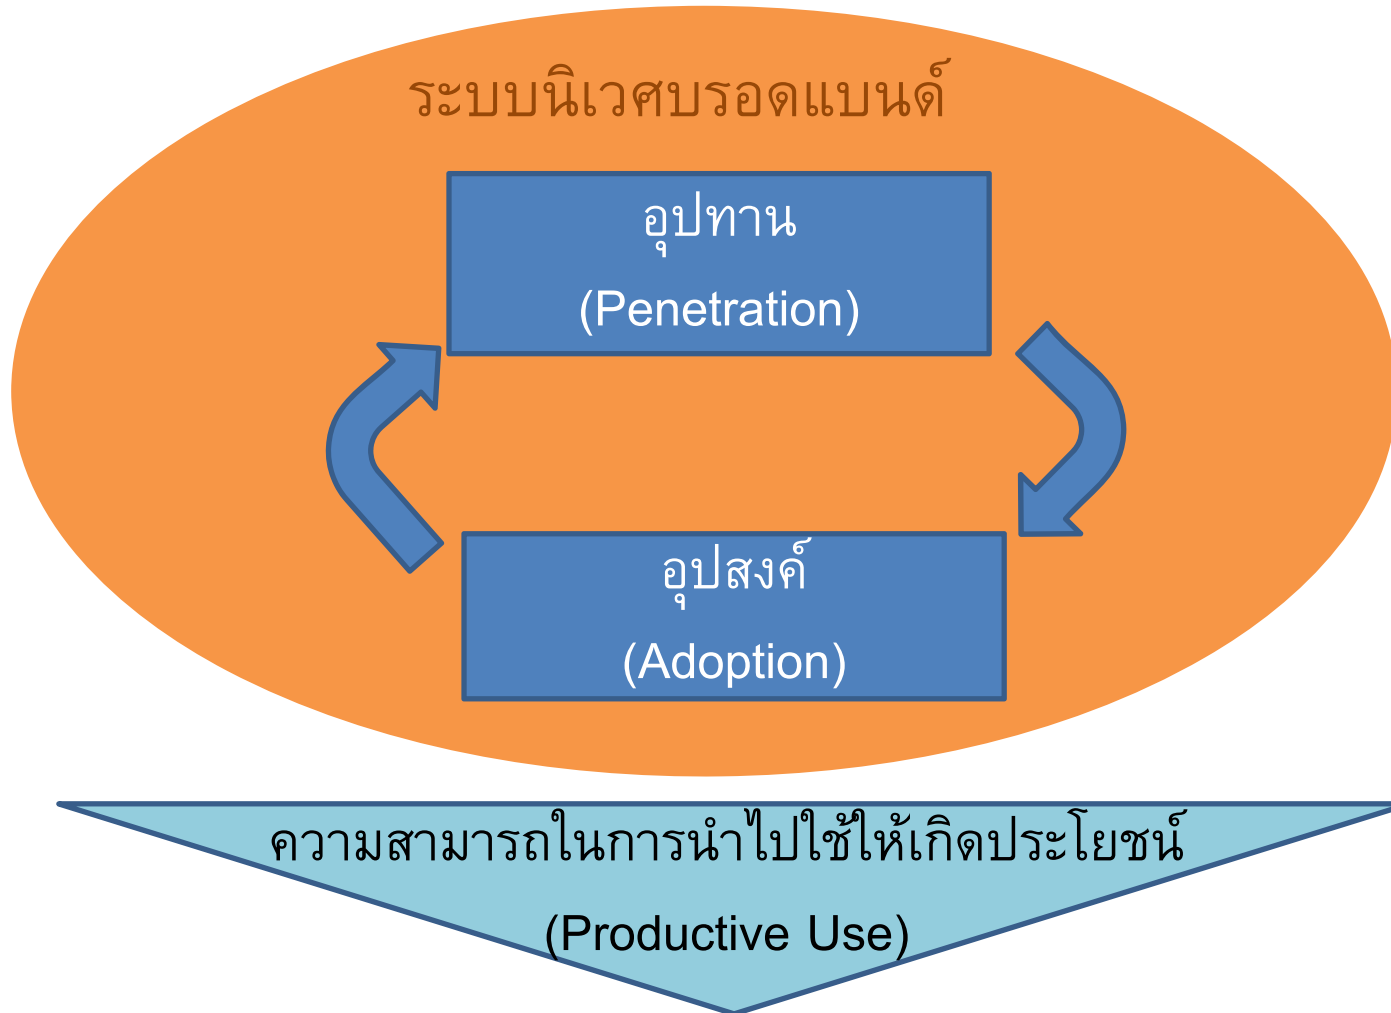 ระบบนิเวศบรอดแบนด์
อุปทาน
(Penetration)
อุปสงค์
(Adoption)
ความสามารถในการนำไปใช้ให้เกิดประโยชน์
(Productive Use)